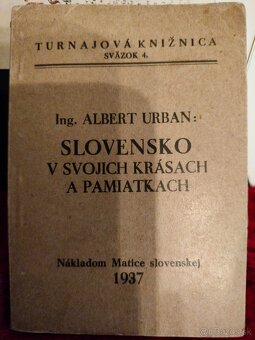 TURNAJOVÁ KNIŽNICA
SVÄZOK 4.
Ing. ALBERT URBAN:
SLOVENSKO
V SVOJICH KRÁSACH
A PAMIATKACH
Nákladom Matice slovenskej
1937